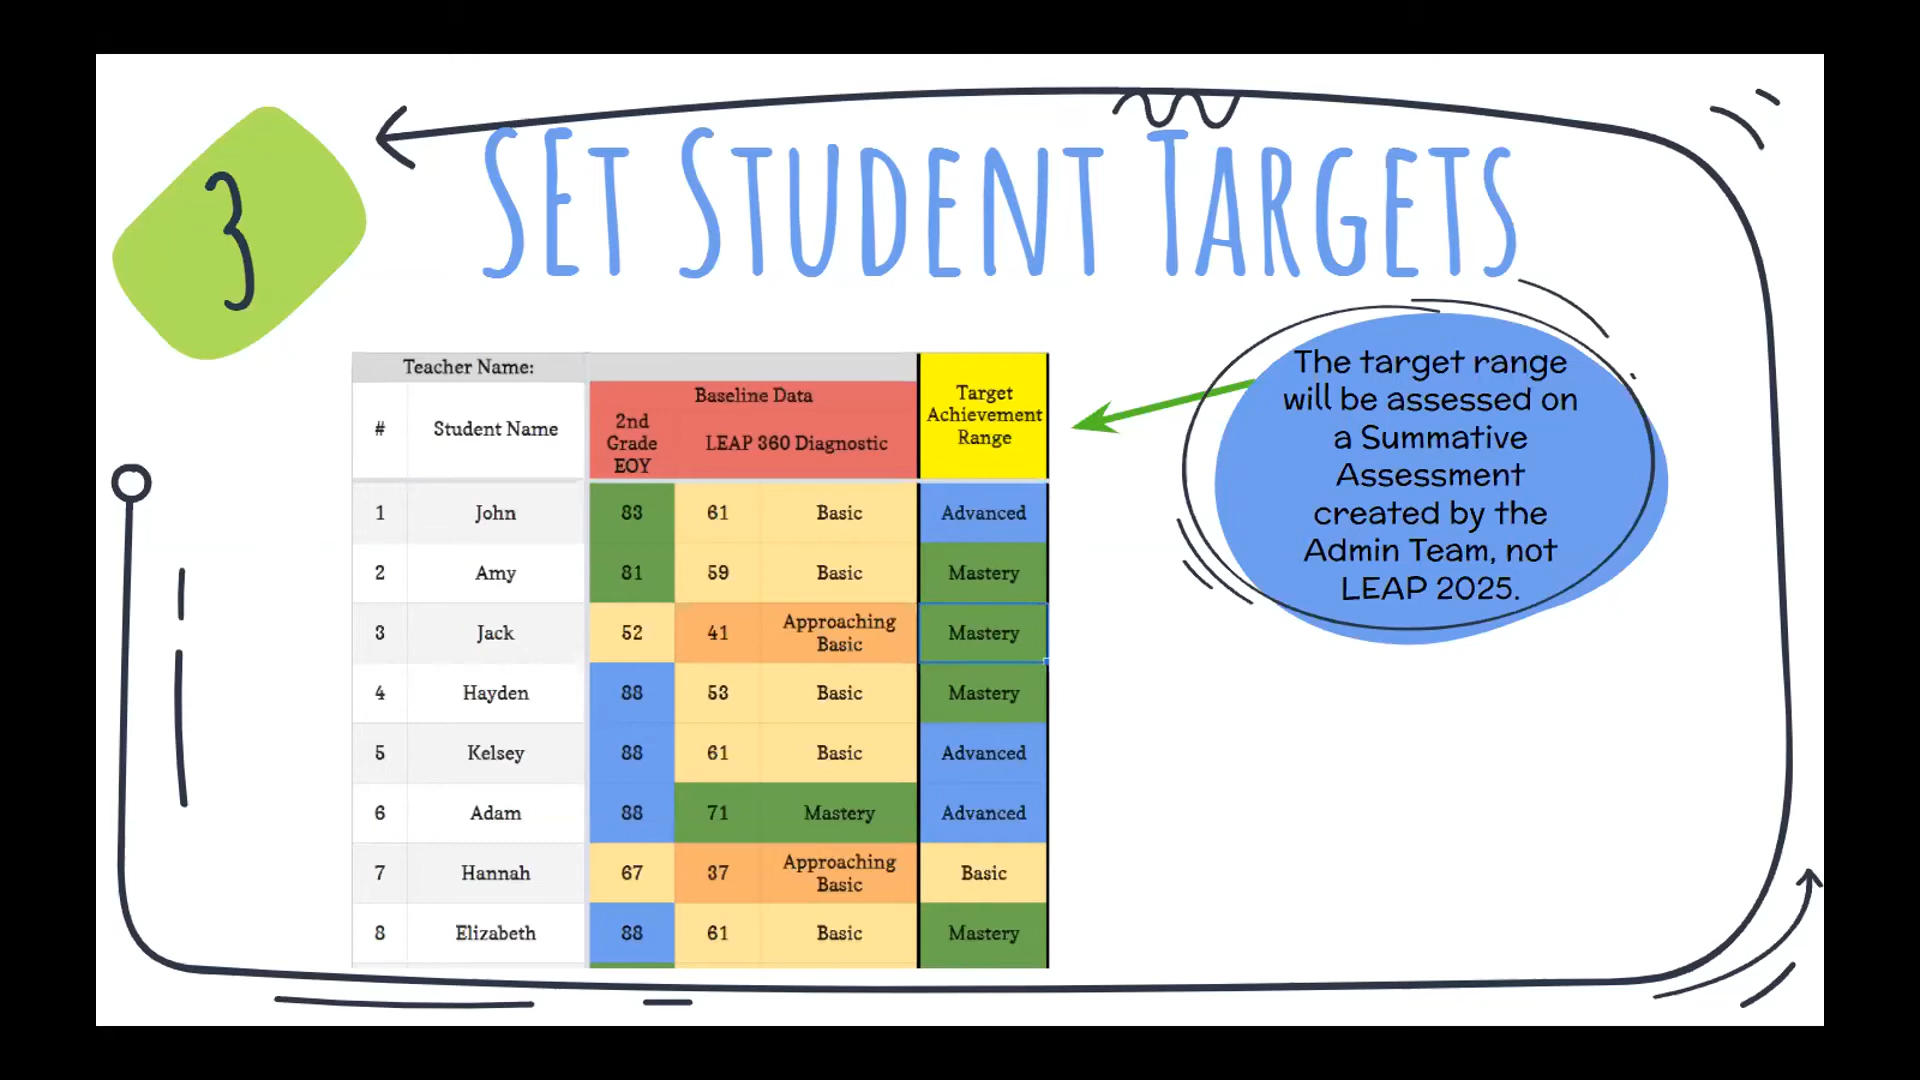 3
SEt Student Targets
Teacher Name:
Baseline Data
Target
Achievement
Range
# Student Name
2nd
Grade
EOY
LEAP 360 Diagnostic
1 John 83 61 Basic Advanced
2 Amy 81 59 Basic Mastery
3 Jack 52 41 Approaching
Basic Mastery
4 Hayden 88 53 Basic Mastery
5 Kelsey 88 61 Basic Advanced
6 Adam 88 71 Mastery Advanced
7 Hannah 67 37 Approaching
Basic Basic
8 Elizabeth 88 61 Basic Mastery
The target range
will be assessed on
a Summative
Assessment
created by the
Admin Team, not
LEAP 2025.